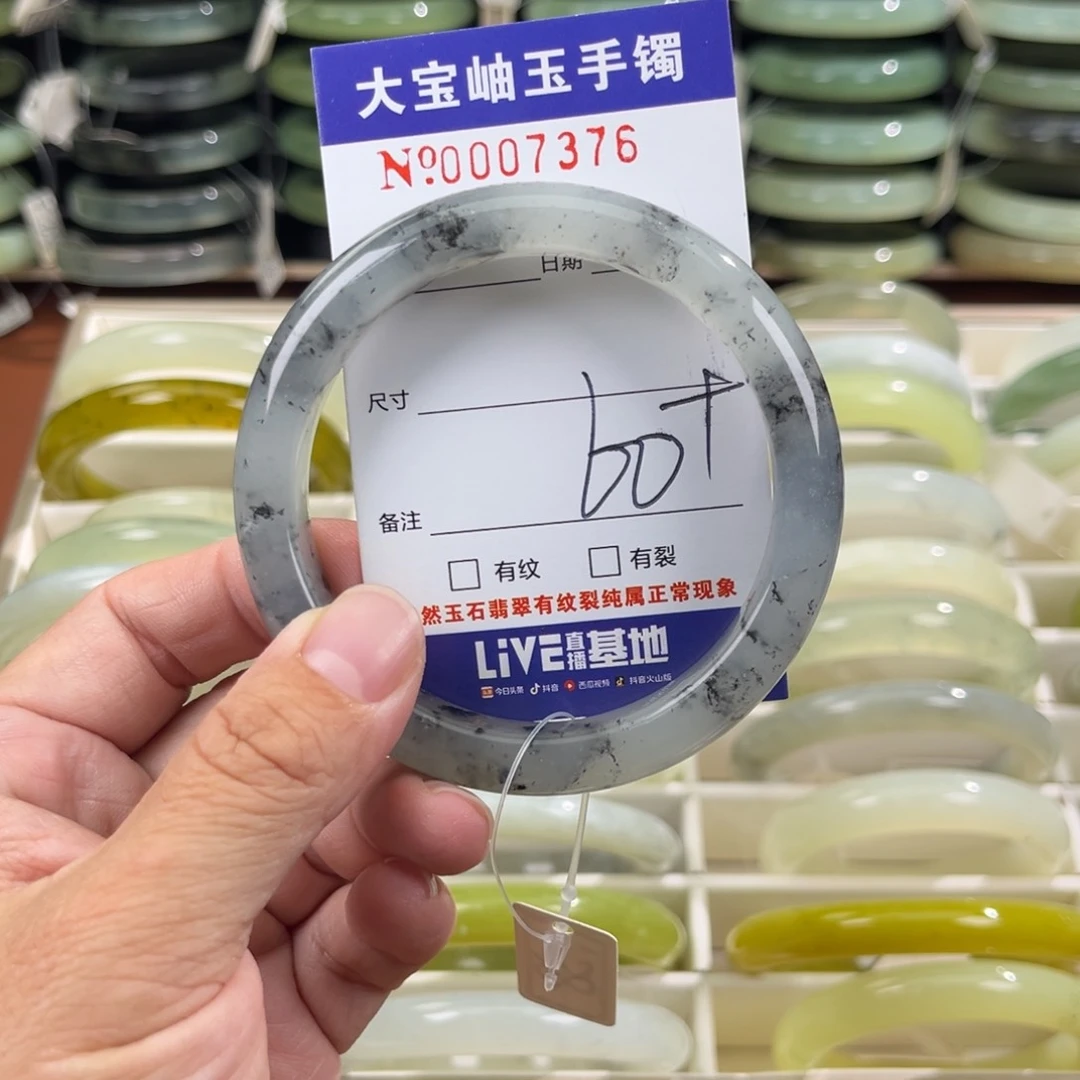 大宝岫玉手镯
Nº0007376
日期
尺寸
60↑
备注
有纹 有裂
然玉石翡翠有纹裂纯属正常现象
LiVE直播基地
今日头条 抖音 西瓜视频 抖音火山版